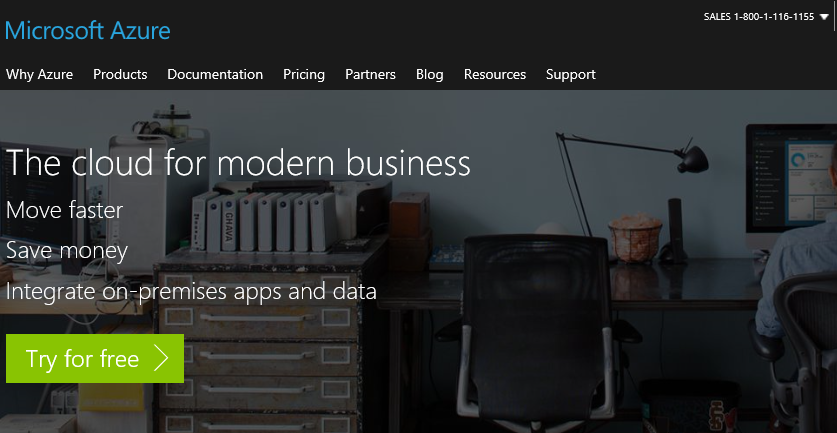 SALES 1-800-1-116-1155
Microsoft Azure
Why Azure Products Documentation Pricing Partners Blog Resources Support
The cloud for modern business
Move faster
Save money
Integrate on-premises apps and data
Try for free